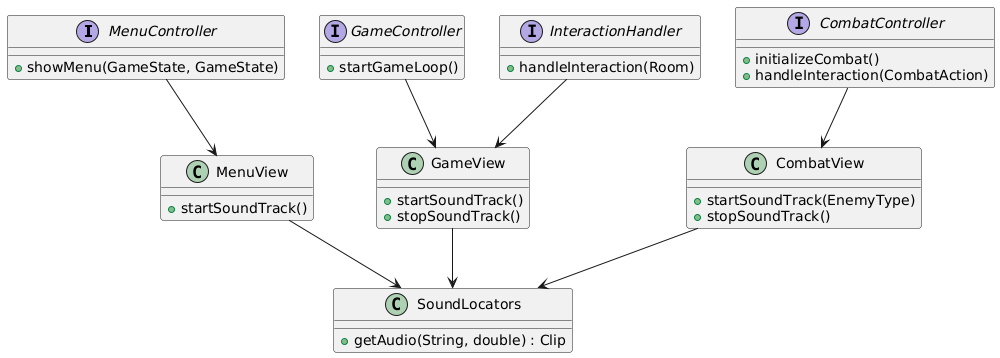 I MenuController
+ showMenu(GameState, GameState)
I GameController
+ startGameLoop()
I InteractionHandler
+ handleInteraction(Room)
I CombatController
+ initializeCombat()
+ handleInteraction(CombatAction)
C MenuView
+ startSoundTrack()
C GameView
+ startSoundTrack()
+ stopSoundTrack()
C CombatView
+ startSoundTrack(EnemyType)
+ stopSoundTrack()
C SoundLocators
+ getAudio(String, double) : Clip